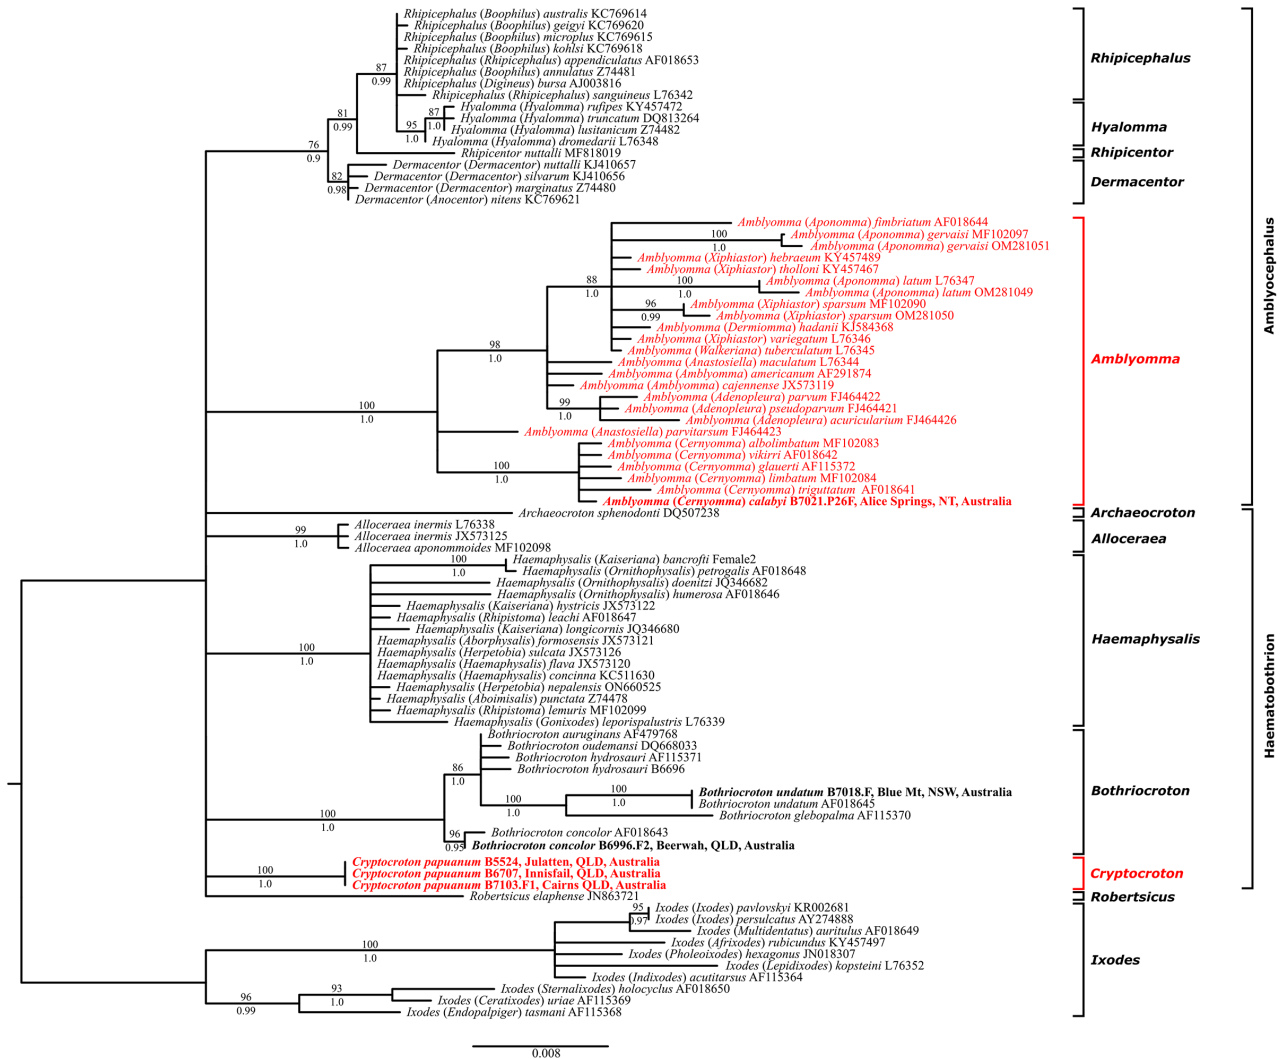 Rhipicephalus (Boophilus) australis KC769614
Rhipicephalus (Boophilus) geigyi KC769620
Rhipicephalus (Boophilus) microplus KC769615
Rhipicephalus (Boophilus) kohlsi KC769618
Rhipicephalus (Rhipicephalus) appendiculatus AF018653
Rhipicephalus (Boophilus) annulatus Z74481
Rhipicephalus (Digineus) bursa AJ003816
Rhipicephalus (Rhipicephalus) sanguineus L76342
87
0.99
Rhipicephalus
Hyalomma (Hyalomma) rufipes KY457472
Hyalomma (Hyalomma) truncatum DQ813264
Hyalomma (Hyalomma) lusitanicum Z74482
Hyalomma (Hyalomma) dromedarii L76348
87
1.0
95
1.0
Hyalomma
81
0.99
Rhipicentor nuttalli MF818019
Rhipicentor
76
0.9
Dermacentor (Dermacentor) nuttalli KJ410657
Dermacentor (Dermacentor) silvarum KJ410656
Dermacentor (Dermacentor) marginatus Z74480
Dermacentor (Anocentor) nitens KC769621
82
0.98
Dermacentor
Amblyocephalus
Amblyomma (Aponomma) fimbriatum AF018644
Amblyomma (Aponomma) gervaisi MF102097
Amblyomma (Aponomma) gervaisi OM281051
100
1.0
Amblyomma (Xiphiastor) hebraeum KY457489
Amblyomma (Xiphiastor) tholloni KY457467
Amblyomma (Aponomma) latum L76347
Amblyomma (Aponomma) latum OM281049
100
1.0
88
1.0
Amblyomma (Xiphiastor) sparsum MF102090
Amblyomma (Xiphiastor) sparsum OM281050
96
0.99
Amblyomma (Dermiomma) hadanii KJ584368
Amblyomma (Xiphiastor) variegatum L76346
Amblyomma (Walkeriana) tuberculatum L76345
98
1.0
Amblyomma (Anastosiella) maculatum L76344
Amblyomma (Amblyomma) americanum AF291874
Amblyomma (Amblyomma) cajennense JX573119
Amblyomma (Adenopleura) parvum FJ464422
Amblyomma (Adenopleura) pseudoparvum FJ464421
Amblyomma (Adenopleura) acuricularium FJ464426
99
1.0
100
1.0
Amblyomma (Anastosiella) parvitarsum FJ464423
Amblyomma (Cernyomma) albolimbatum MF102083
Amblyomma (Cernyomma) vikirri AF018642
Amblyomma (Cernyomma) glauerti AF115372
Amblyomma (Cernyomma) limbatum MF102084
Amblyomma (Cernyomma) triguttatum AF018641
Amblyomma (Cernyomma) calabyi B7021.P26F, Alice Springs, NT, Australia
100
1.0
Amblyomma
Archaeocroton sphenodonti DQ507238
Archaeocroton
Alloceraea inermis L76338
Alloceraea inermis JX573125
Alloceraea aponommoides MF102098
99
1.0
Alloceraea
Haemaphysalis (Kaiseriana) bancrofti Female2
Haemaphysalis (Ornithophysalis) petrogalis AF018648
100
1.0
Haemaphysalis (Ornithophysalis) doenitzi JQ346682
Haemaphysalis (Ornithophysalis) humerosa AF018646
Haemaphysalis (Kaiseriana) hystricis JX573122
Haemaphysalis (Rhipistoma) leachi AF018647
Haemaphysalis (Kaiseriana) longicornis JQ346680
Haemaphysalis (Aborphysalis) formosensis JX573121
Haemaphysalis (Herpetobia) sulcata JX573126
Haemaphysalis (Haemaphysalis) flava JX573120
Haemaphysalis (Haemaphysalis) concinna KC511630
Haemaphysalis (Herpetobia) nepalensis ON660525
Haemaphysalis (Aboimisalis) punctata Z74478
Haemaphysalis (Rhipistoma) lemuris MF102099
Haemaphysalis (Gonixodes) leporispalustris L76339
100
1.0
Haemaphysalis
Haematobothrion
Bothriocroton auruginans AF479768
Bothriocroton oudemansi DQ668033
Bothriocroton hydrosauri AF115371
Bothriocroton hydrosauri B6696
86
1.0
Bothriocroton undatum B7018.F, Blue Mt, NSW, Australia
Bothriocroton undatum AF018645
Bothriocroton glebopalma AF115370
100
1.0
100
1.0
100
1.0
Bothriocroton concolor AF018643
Bothriocroton concolor B6996.F2, Beerwah, QLD, Australia
96
0.95
Bothriocroton
Cryptocroton papuanum B5524, Julatten, QLD, Australia
Cryptocroton papuanum B6707, Innisfail, QLD, Australia
Cryptocroton papuanum B7103.F1, Cairns QLD, Australia
100
1.0
Cryptocroton
Robertsicus elaphense JN863721
Robertsicus
Ixodes (Ixodes) pavlovskyi KR002681
Ixodes (Ixodes) persulcatus AY274888
95
0.97
Ixodes (Multidentatus) auritulus AF018649
Ixodes (Afrixodes) rubicundus KY457497
Ixodes (Pholeoixodes) hexagonus JN018307
Ixodes (Lepidixodes) kopsteini L76352
Ixodes (Indixodes) acutitarsus AF115364
100
1.0
Ixodes (Sternalixodes) holocyclus AF018650
Ixodes (Ceratixodes) uriae AF115369
Ixodes (Endopalpiger) tasmani AF115368
93
1.0
96
0.99
Ixodes
0.008